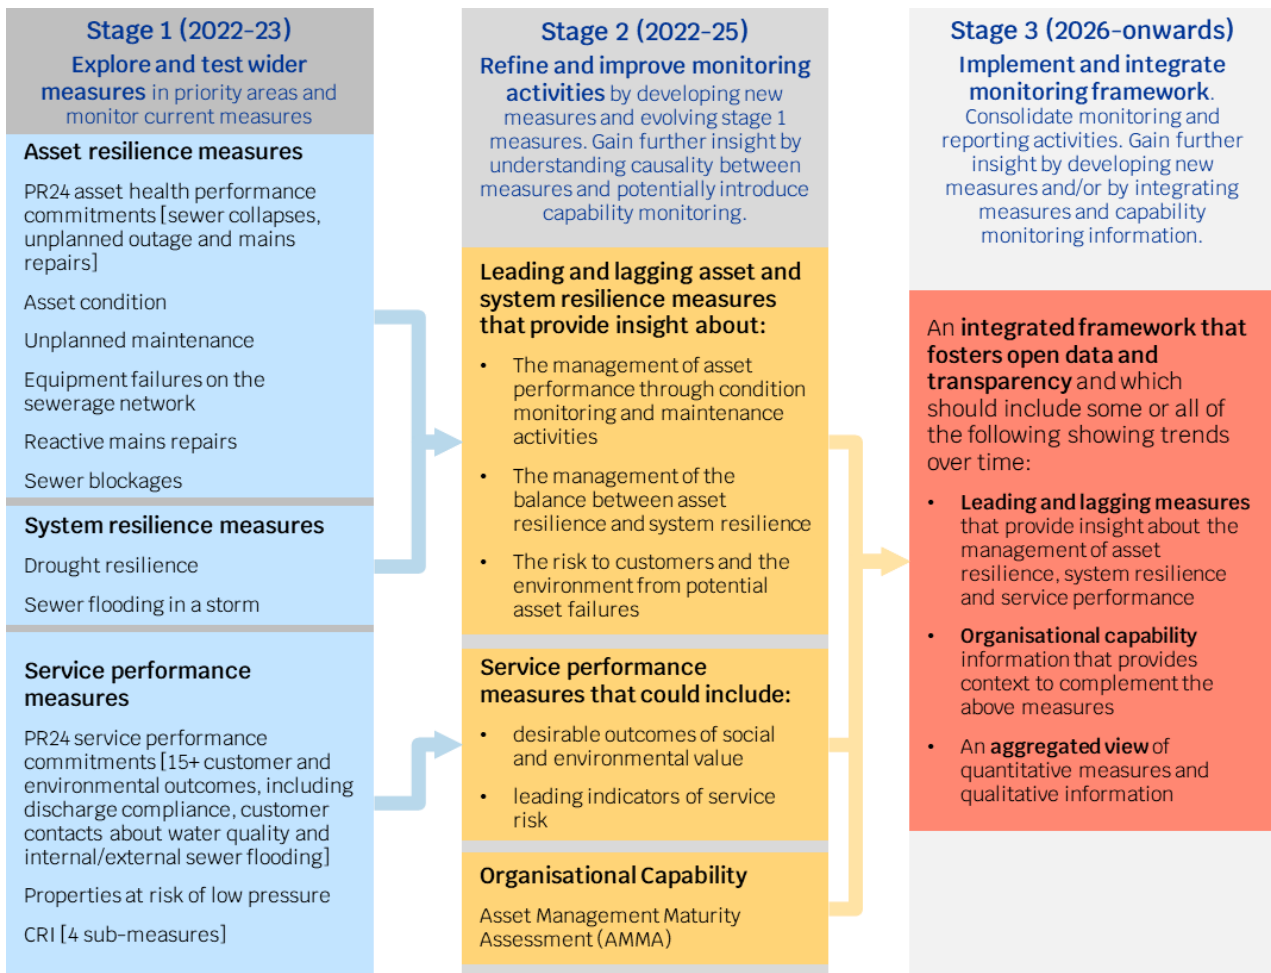 Stage 1 (2022-23)
Explore and test wider
measures in priority areas and
monitor current measures
Asset resilience measures
PR24 asset health performance
commitments [sewer collapses,
unplanned outage and mains
repairs]
Asset condition
Unplanned maintenance
Equipment failures on the
sewerage network
Reactive mains repairs
Sewer blockages
System resilience measures
Drought resilience
Sewer flooding in a storm
Service performance
measures
PR24 service performance
commitments [15+ customer and
environmental outcomes, including
discharge compliance, customer
contacts about water quality and
internal/external sewer flooding]
Properties at risk of low pressure
CRI [4 sub-measures]
Stage 2 (2022-25)
Refine and improve monitoring
activities by developing new
measures and evolving stage 1
measures. Gain further insight by
understanding causality between
measures and potentially introduce
capability monitoring.
Leading and lagging asset and
system resilience measures
that provide insight about:
• The management of asset
performance through condition
monitoring and maintenance
activities
• The management of the
balance between asset
resilience and system resilience
• The risk to customers and the
environment from potential
asset failures
Service performance
measures that could include:
• desirable outcomes of social
and environmental value
• leading indicators of service
risk
Organisational Capability
Asset Management Maturity
Assessment (AMMA)
Stage 3 (2026-onwards)
Implement and integrate
monitoring framework.
Consolidate monitoring and
reporting activities. Gain further
insight by developing new
measures and/or by integrating
measures and capability
monitoring information.
An integrated framework that
fosters open data and
transparency and which
should include some or all of
the following showing trends
over time:
• Leading and lagging measures
that provide insight about the
management of asset
resilience, system resilience
and service performance
• Organisational capability
information that provides
context to complement the
above measures
• An aggregated view of
quantitative measures and
qualitative information